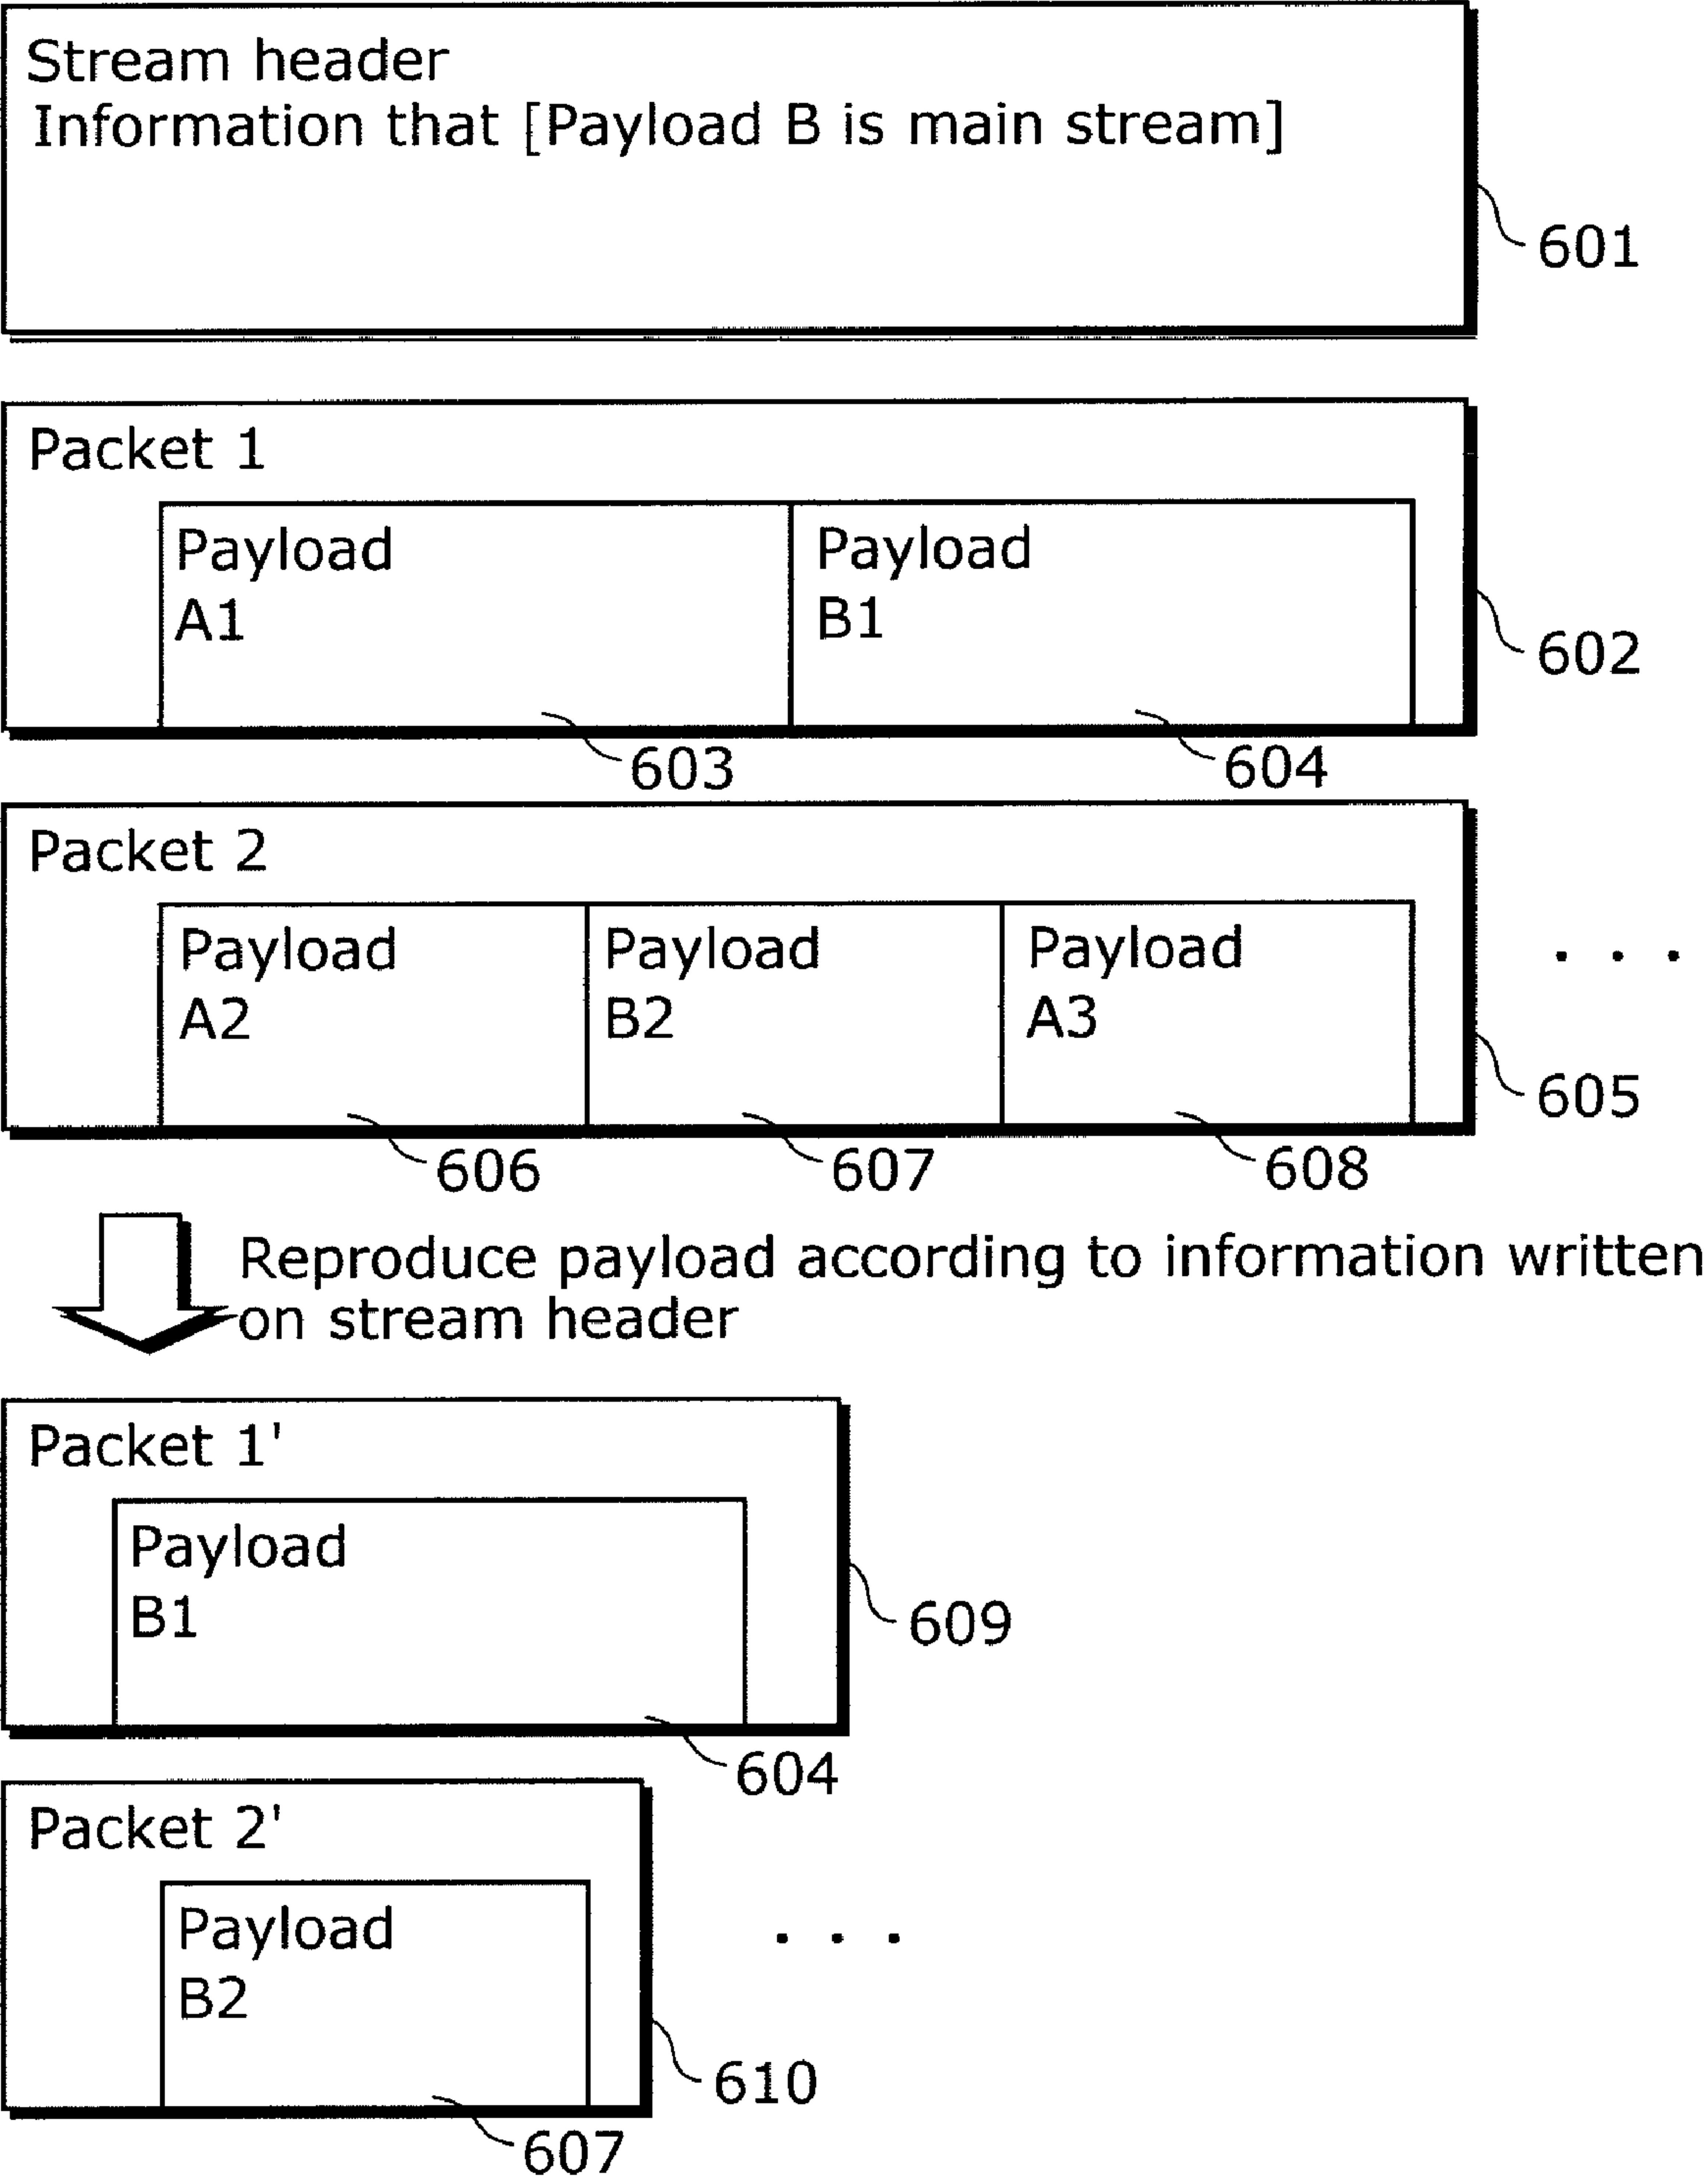 Stream header
Information that [Payload B is main stream]
601
Packet 1
Payload A1
Payload B1
602
603
604
Packet 2
Payload A2
Payload B2
Payload A3
. . .
605
606
607
608
Reproduce payload according to information written
on stream header
Packet 1'
Payload
B1
609
604
Packet 2'
Payload
B2
. . .
610
607